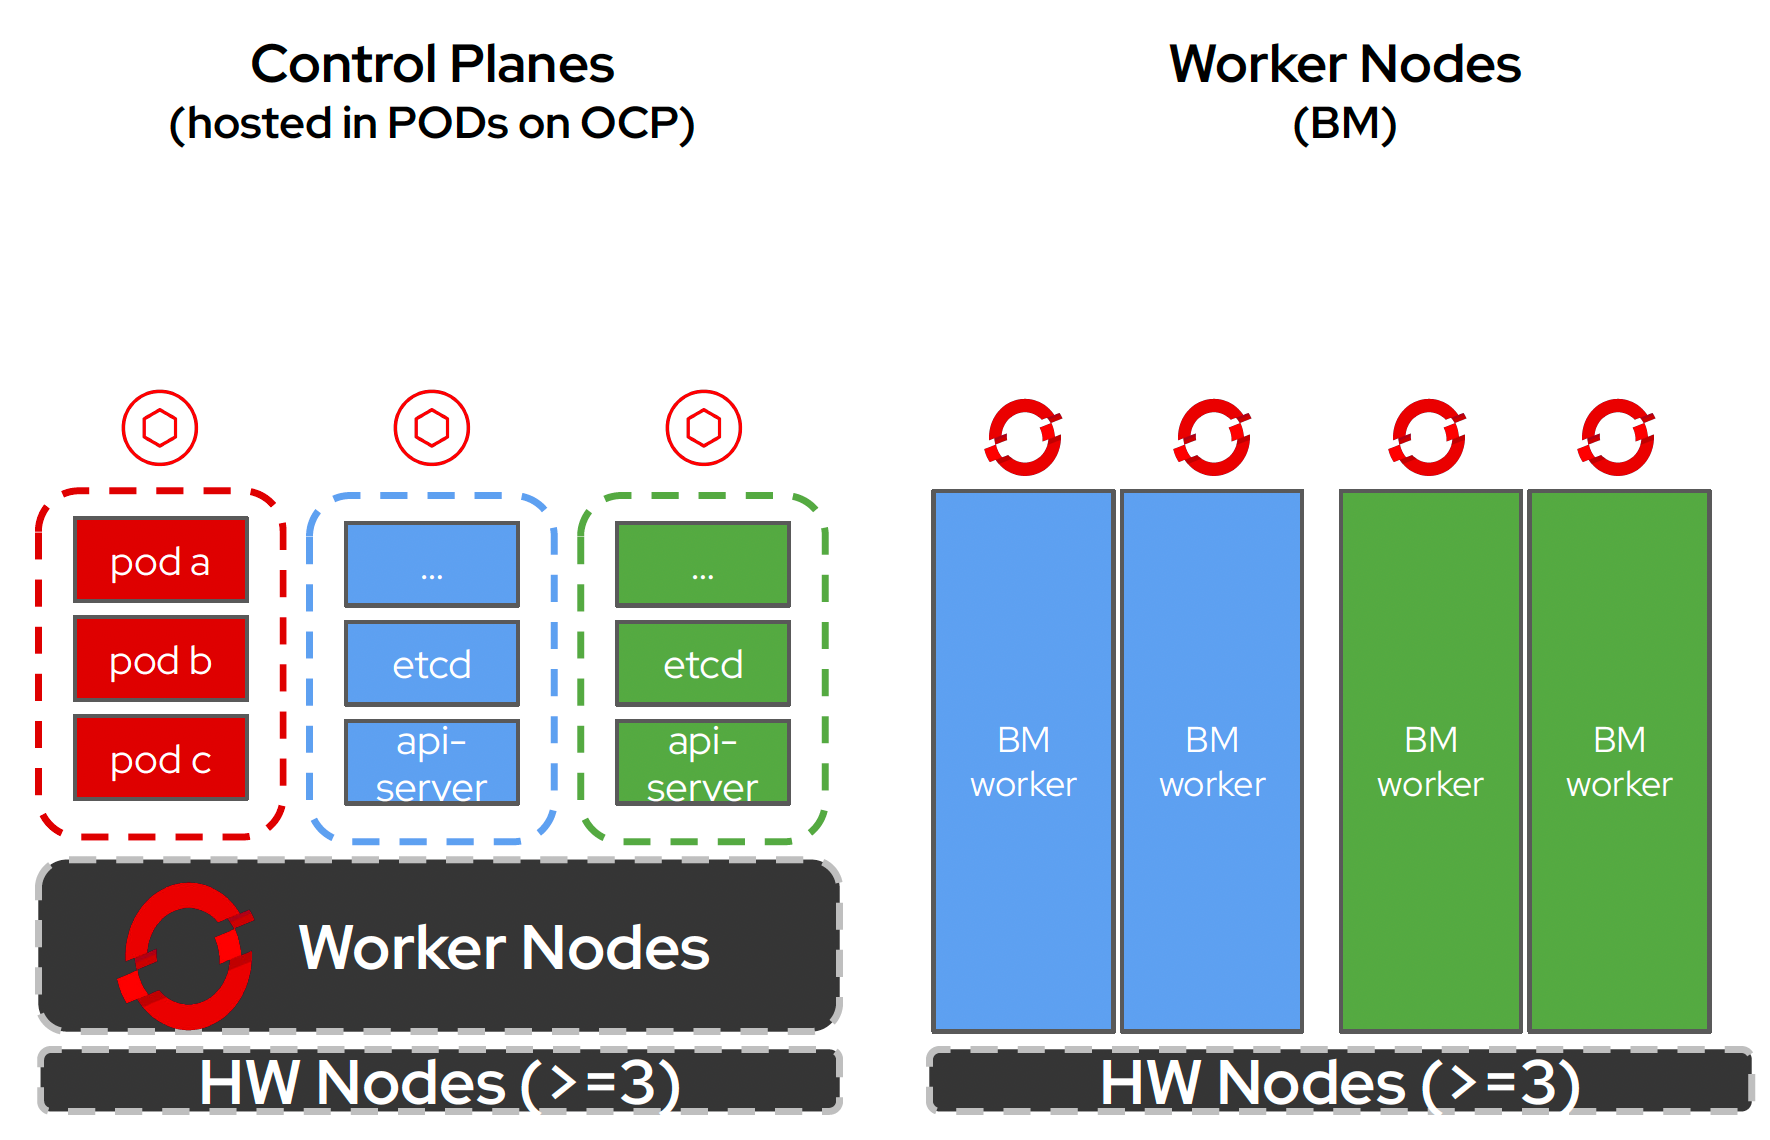 Control Planes
(hosted in PODs on OCP)
pod a
pod b
pod c
...
etcd
api-
server
...
etcd
api-
server
Worker Nodes
HW Nodes (>=3)
Worker Nodes
(BM)
BM
worker
BM
worker
BM
worker
BM
worker
HW Nodes (>=3)